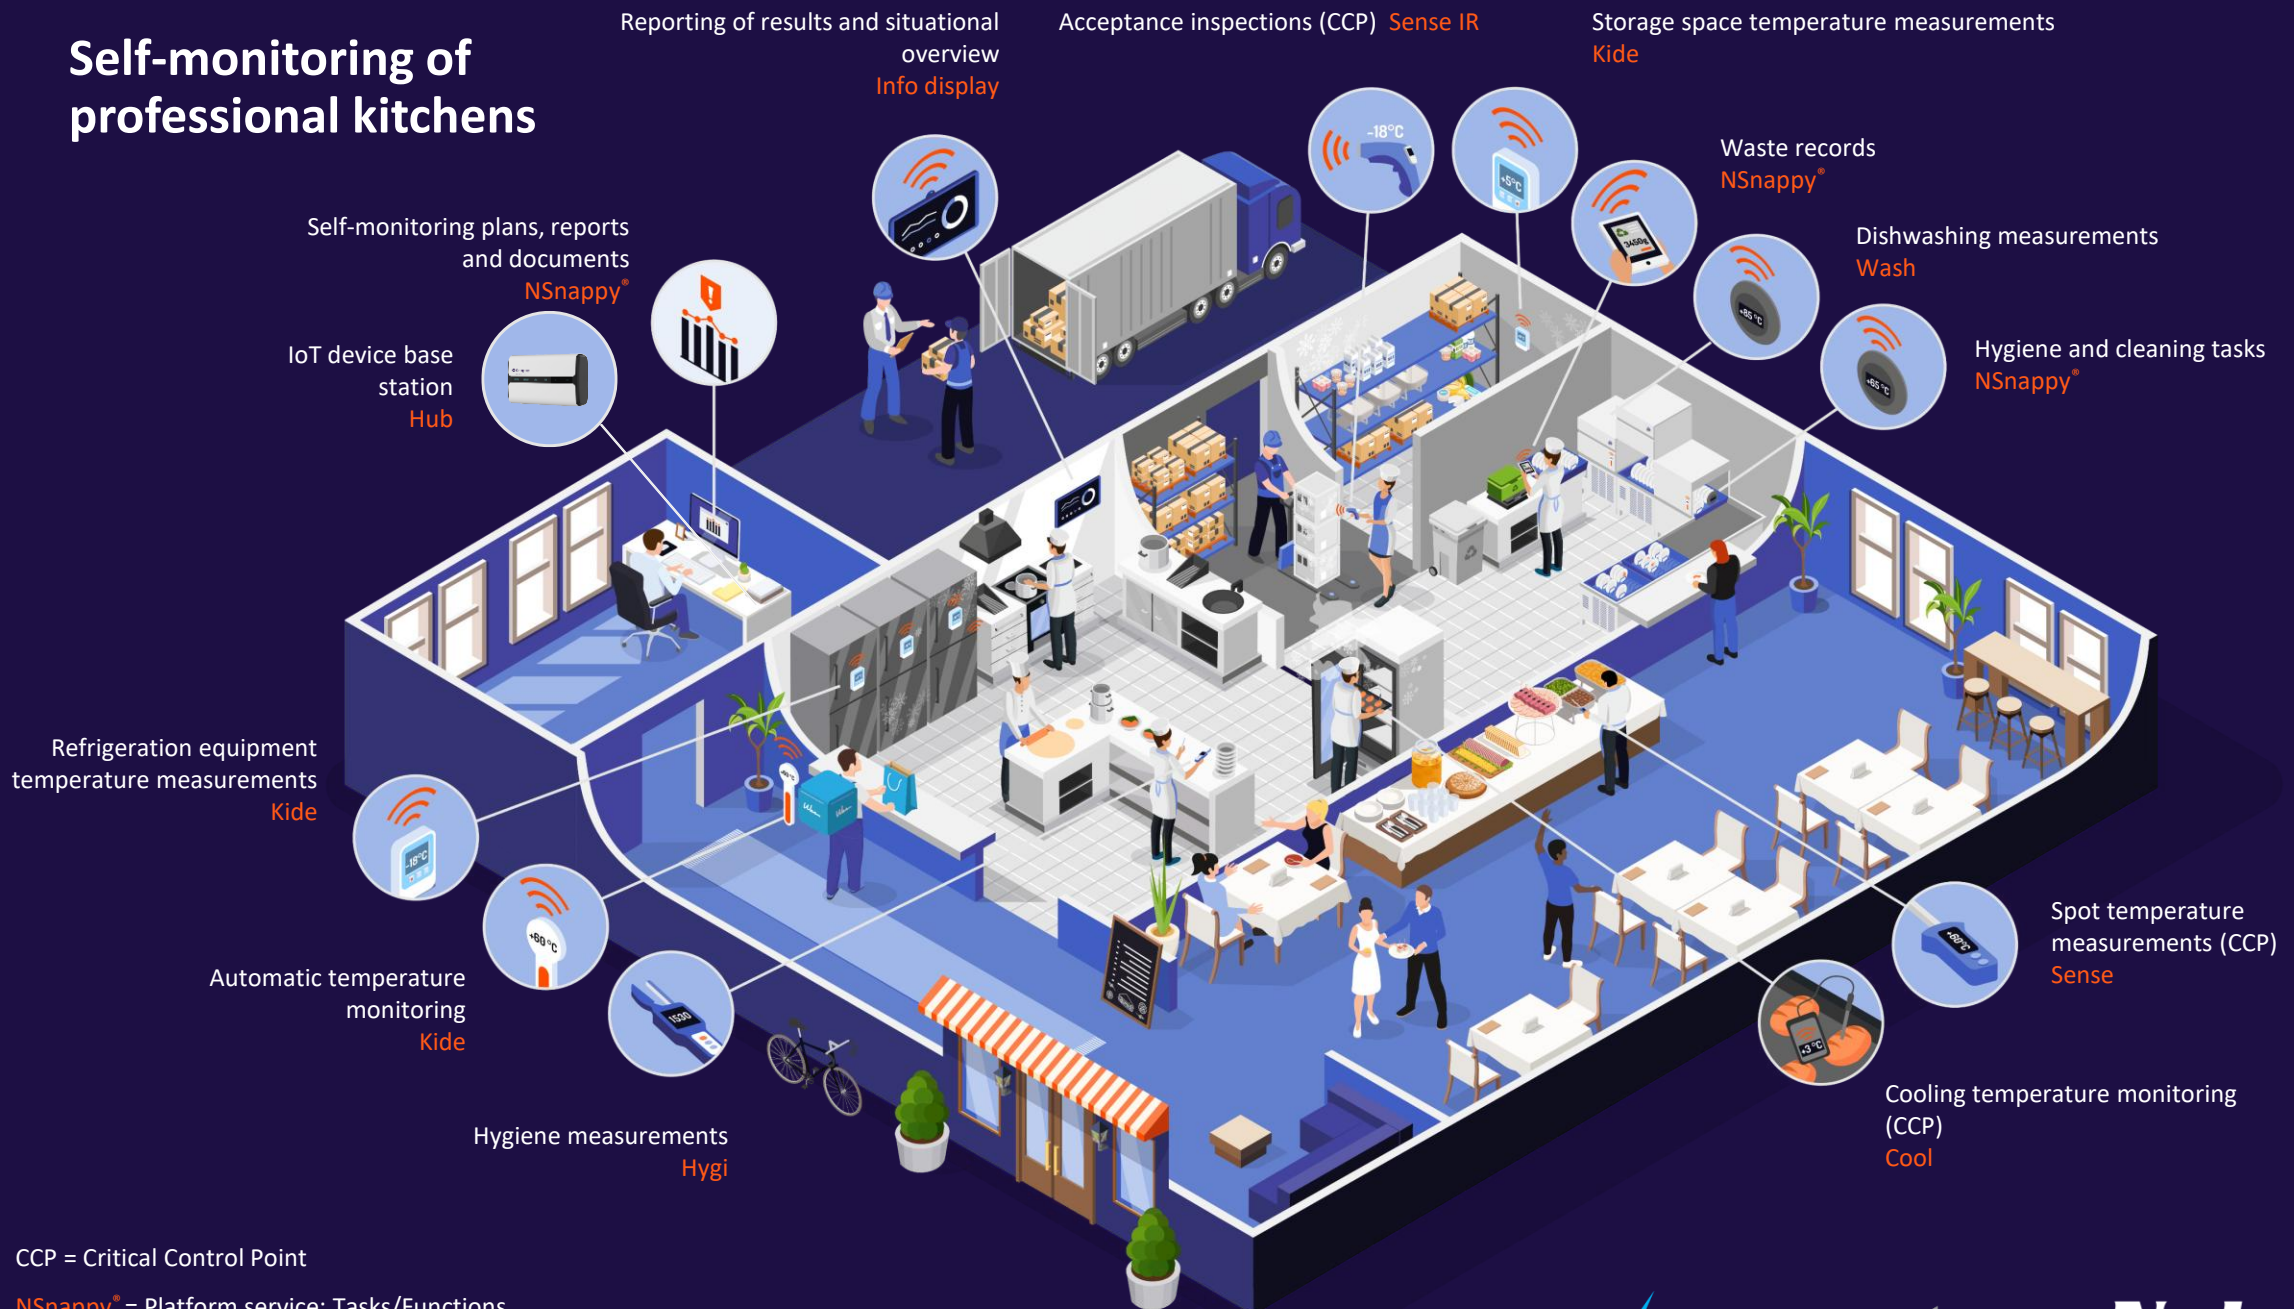 Self-monitoring of
professional kitchens
Reporting of results and situational
overview
Info display
Acceptance inspections (CCP) Sense IR
Storage space temperature measurements
Kide
-18°C
+5°C
Waste records
NSnappy®
3450g
Dishwashing measurements
Wash
+85 °C
Hygiene and cleaning tasks
NSnappy®
+65 °C
Self-monitoring plans, reports
and documents
NSnappy®
IoT device base
station
Hub
Refrigeration equipment
temperature measurements
Kide
-18°C
Automatic temperature
monitoring
Kide
+60 °C
Hygiene measurements
Hygi
1530
Spot temperature
measurements (CCP)
Sense
+60°C
Cooling temperature monitoring
(CCP)
Cool
+3 °C
CCP = Critical Control Point
NSnappy® = Platform service: Tasks/Functions